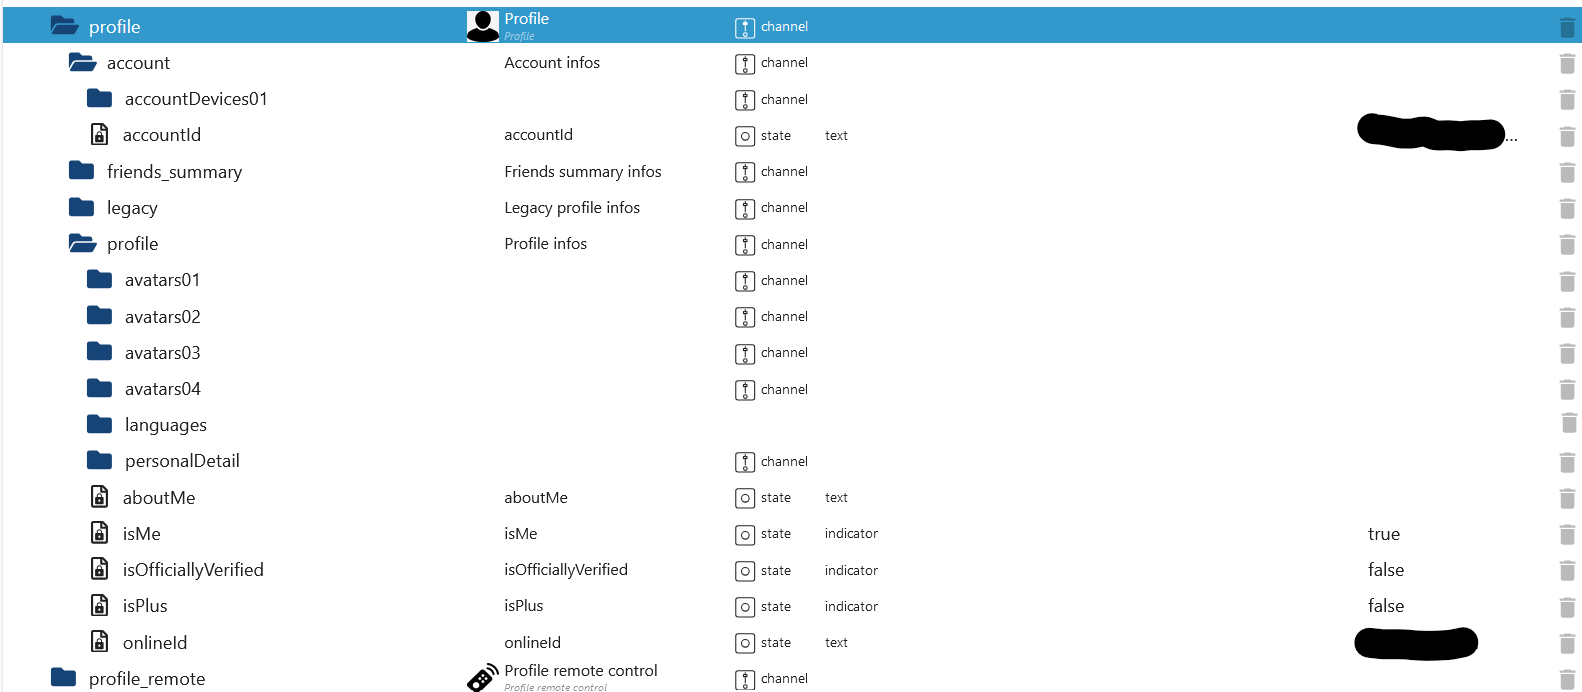 profile Profile channel
Profile
account Account infos channel
accountDevices01 channel
accountId accountId state text ...
friends_summary Friends summary infos channel
legacy Legacy profile infos channel
profile Profile infos channel
avatars01 channel
avatars02 channel
avatars03 channel
avatars04 channel
languages
personalDetail channel
aboutMe aboutMe state text
isMe isMe state indicator true
isOfficiallyVerified isOfficiallyVerified state indicator false
isPlus isPlus state indicator false
onlineId onlineId state text
profile_remote Profile remote control channel
Profile remote control